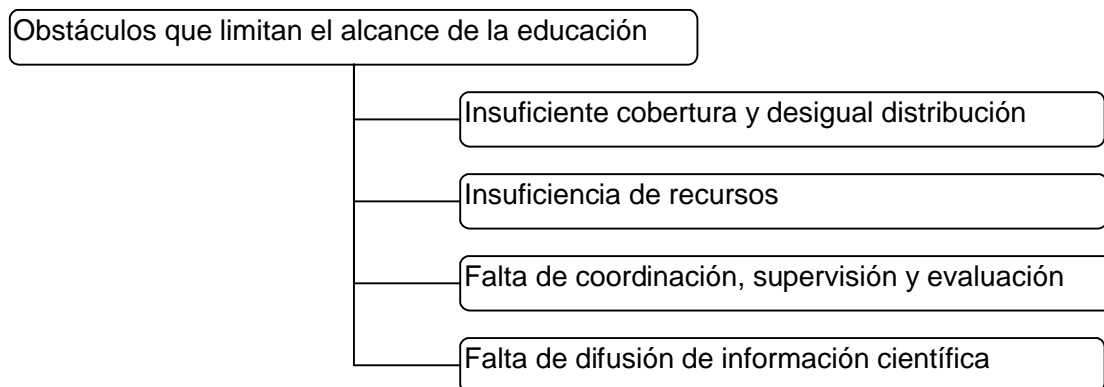 Obstáculos que limitan el alcance de la educación
Insuficiente cobertura y desigual distribución
Insuficiencia de recursos
Falta de coordinación, supervisión y evaluación
Falta de difusión de información científica